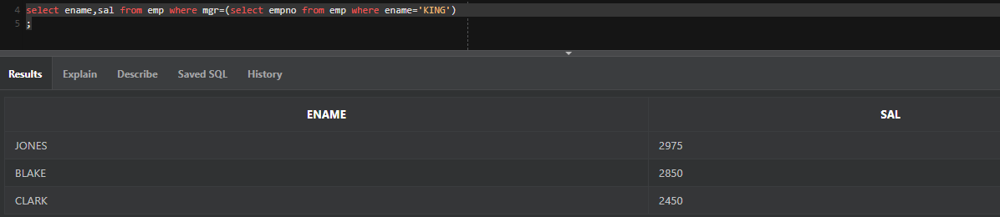 4 select ename,sal from emp where mgr=(select empno from emp where ename='KING')
5 ;
Results Explain Describe Saved SQL History
ENAME SAL
JONES 2975
BLAKE 2850
CLARK 2450